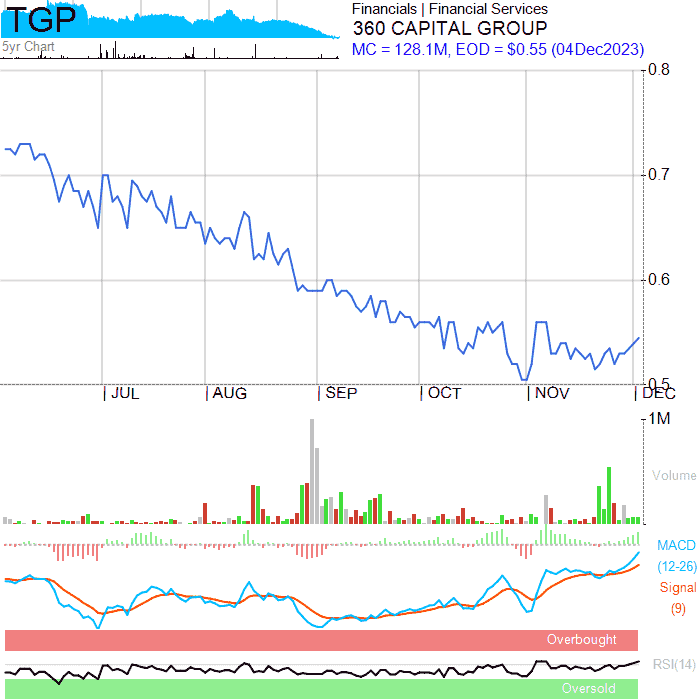 TGP
5yr Chart
Financials | Financial Services
360 CAPITAL GROUP
MC = 128.1M, EOD = $0.55 (04Dec2023)
0.8
0.7
0.6
0.5
JUL AUG SEP OCT NOV DEC
1M
Volume
MACD
(12-26)
Signal
(9)
Overbought
RSI(14)
Oversold